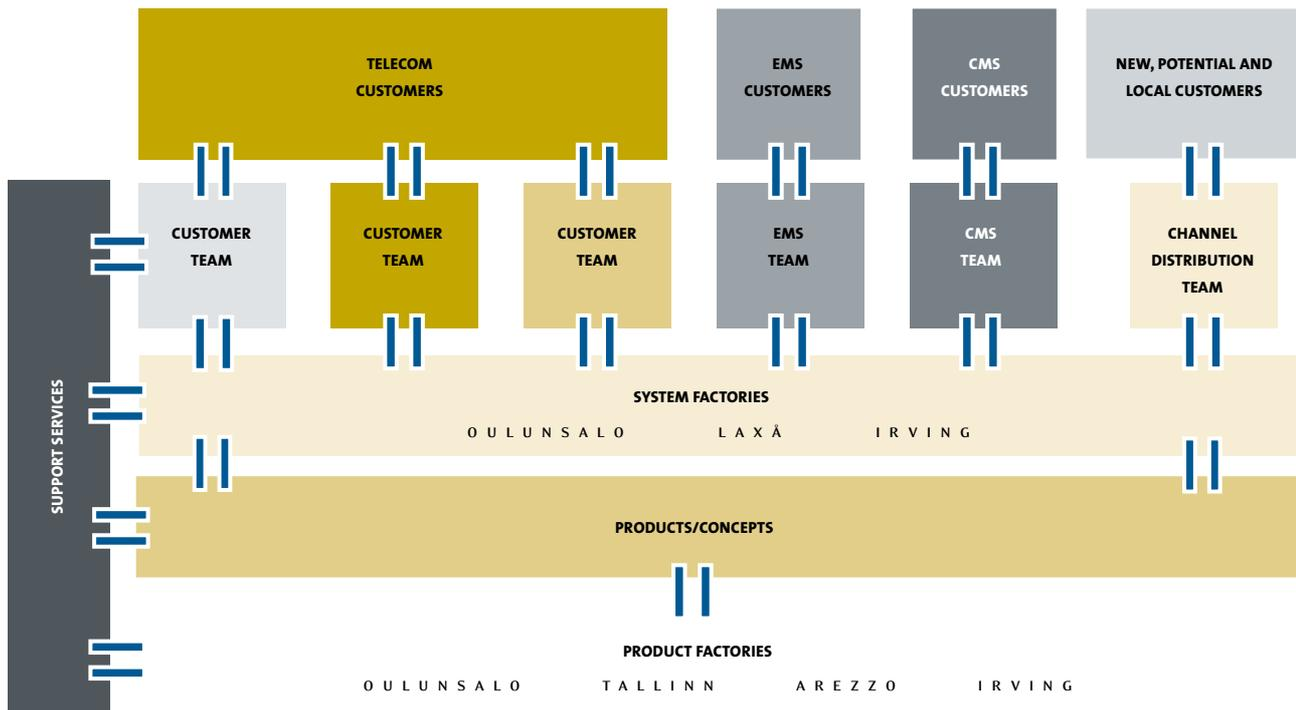 TELECOM
CUSTOMERS
EMS
CUSTOMERS
CMS
CUSTOMERS
NEW, POTENTIAL AND
LOCAL CUSTOMERS
CUSTOMER
TEAM
CUSTOMER
TEAM
CUSTOMER
TEAM
EMS
TEAM
CMS
TEAM
CHANNEL
DISTRIBUTION
TEAM
SUPPORT SERVICES
SYSTEM FACTORIES
OULUNSALO LAXÅ IRVING
PRODUCTS/CONCEPTS
PRODUCT FACTORIES
OULUNSALO TALLINN AREZZO IRVING